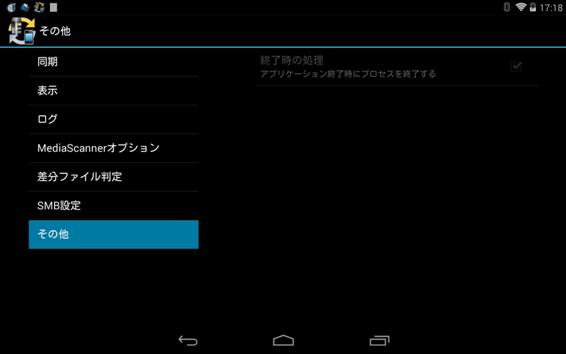 17:18
その他
同期
表示
ログ
MediaScannerオプション
差分ファイル判定
SMB設定
その他
終了時の処理
アプリケーション終了時にプロセスを終了する